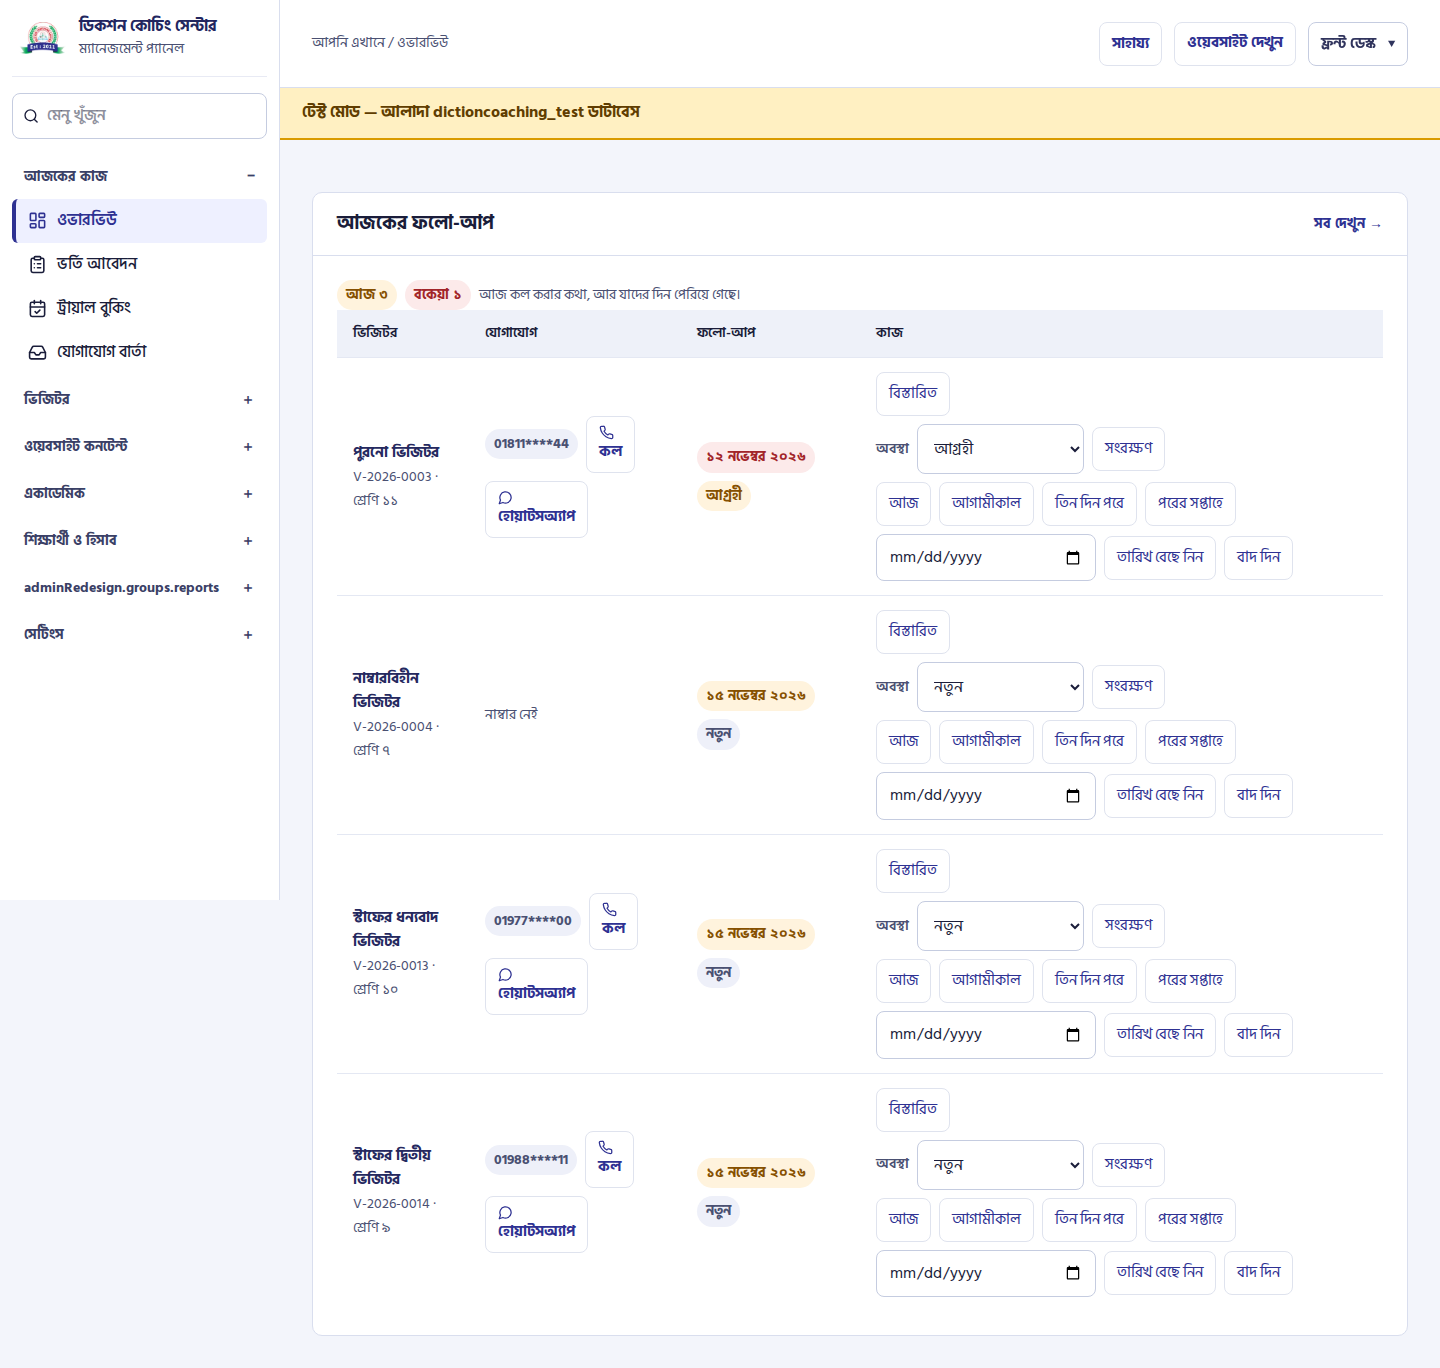 ডিকশন কোচিং সেন্টার
ম্যানেজমেন্ট প্যানেল
Est : 2011
মেনু খুঁজুন
আজকের কাজ −
ওভারভিউ
ভর্তি আবেদন
ট্রায়াল বুকিং
যোগাযোগ বার্তা
ভিজিটর +
ওয়েবসাইট কনটেন্ট +
একাডেমিক +
শিক্ষার্থী ও হিসাব +
adminRedesign.groups.reports +
সেটিংস +
আপনি এখানে / ওভারভিউ
সাহায্য
ওয়েবসাইট দেখুন
ফ্রন্ট ডেস্ক ▾
টেস্ট মোড — আলাদা dictioncoaching_test ডাটাবেস
আজকের ফলো-আপ
সব দেখুন →
আজ ৩ বকেয়া ১ আজ কল করার কথা, আর যাদের দিন পেরিয়ে গেছে।
ভিজিটর যোগাযোগ ফলো-আপ কাজ
পুরনো ভিজিটর
V-2026-0003 ·
শ্রেণি ১১
01811****44
কল
হোয়াটসঅ্যাপ
১২ নভেম্বর ২০২৬
আগ্রহী
বিস্তারিত
অবস্থা আগ্রহী সংরক্ষণ
আজ আগামীকাল তিন দিন পরে পরের সপ্তাহে
mm/dd/yyyy তারিখ বেছে নিন বাদ দিন
নাম্বারবিহীন
ভিজিটর
V-2026-0004 ·
শ্রেণি ৭
নাম্বার নেই
১৫ নভেম্বর ২০২৬
নতুন
বিস্তারিত
অবস্থা নতুন সংরক্ষণ
আজ আগামীকাল তিন দিন পরে পরের সপ্তাহে
mm/dd/yyyy তারিখ বেছে নিন বাদ দিন
স্টাফের ধন্যবাদ
ভিজিটর
V-2026-0013 ·
শ্রেণি ১০
01977****00
কল
হোয়াটসঅ্যাপ
১৫ নভেম্বর ২০২৬
নতুন
বিস্তারিত
অবস্থা নতুন সংরক্ষণ
আজ আগামীকাল তিন দিন পরে পরের সপ্তাহে
mm/dd/yyyy তারিখ বেছে নিন বাদ দিন
স্টাফের দ্বিতীয়
ভিজিটর
V-2026-0014 ·
শ্রেণি ৯
01988****11
কল
হোয়াটসঅ্যাপ
১৫ নভেম্বর ২০২৬
নতুন
বিস্তারিত
অবস্থা নতুন সংরক্ষণ
আজ আগামীকাল তিন দিন পরে পরের সপ্তাহে
mm/dd/yyyy তারিখ বেছে নিন বাদ দিন